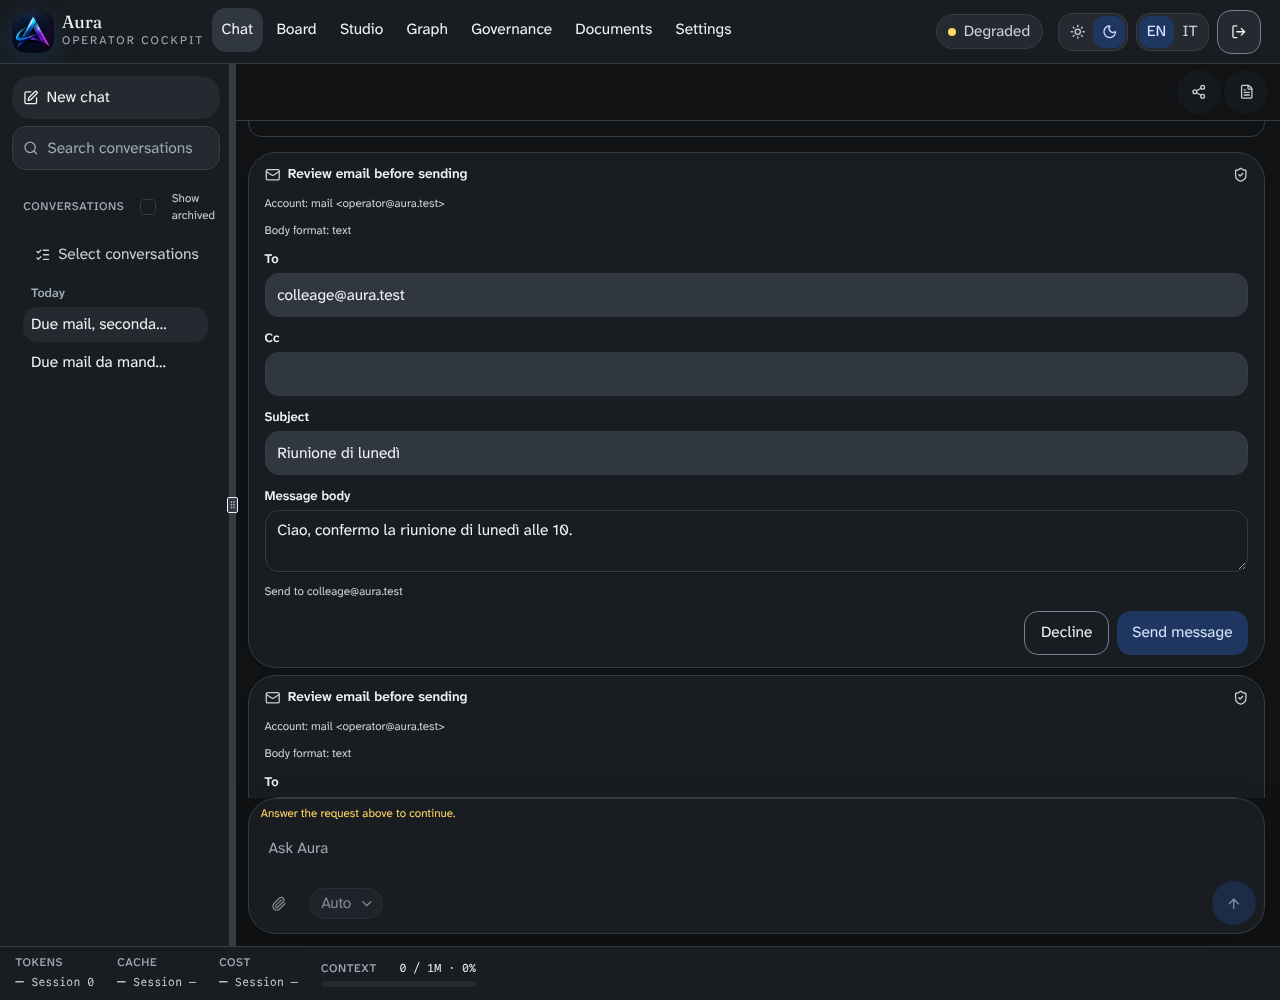 Aura
OPERATOR COCKPIT
Chat
Board
Studio
Graph
Governance
Documents
Settings
Degraded
EN
IT
New chat
Search conversations
CONVERSATIONS
Show archived
Select conversations
Today
Due mail, seconda...
Due mail da mand...
Review email before sending
Account: mail <operator@aura.test>
Body format: text
To
colleage@aura.test
Cc
Subject
Riunione di lunedì
Message body
Ciao, confermo la riunione di lunedì alle 10.
Send to colleage@aura.test
Decline
Send message
Review email before sending
Account: mail <operator@aura.test>
Body format: text
To
Answer the request above to continue.
Ask Aura
Auto
TOKENS
— Session 0
CACHE
— Session —
COST
— Session —
CONTEXT
0 / 1M · 0%